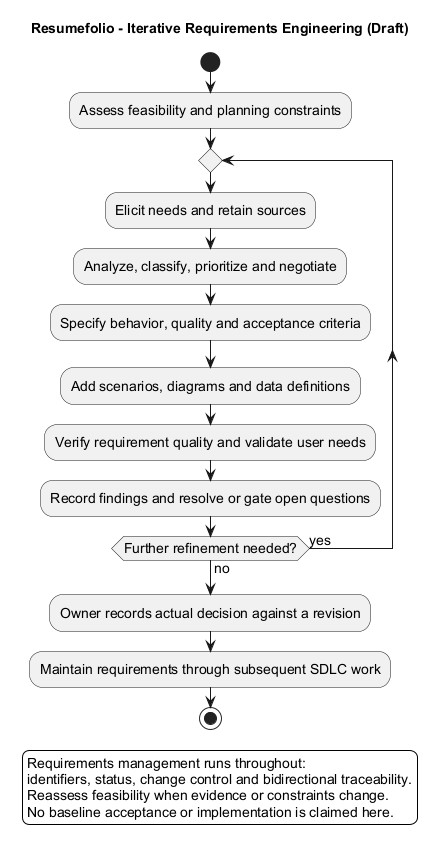 Resumefolio - Iterative Requirements Engineering (Draft)
Assess feasibility and planning constraints
Elicit needs and retain sources
Analyze, classify, prioritize and negotiate
Specify behavior, quality and acceptance criteria
Add scenarios, diagrams and data definitions
Verify requirement quality and validate user needs
Record findings and resolve or gate open questions
Further refinement needed?
yes
no
Owner records actual decision against a revision
Maintain requirements through subsequent SDLC work
Requirements management runs throughout:
identifiers, status, change control and bidirectional traceability.
Reassess feasibility when evidence or constraints change.
No baseline acceptance or implementation is claimed here.